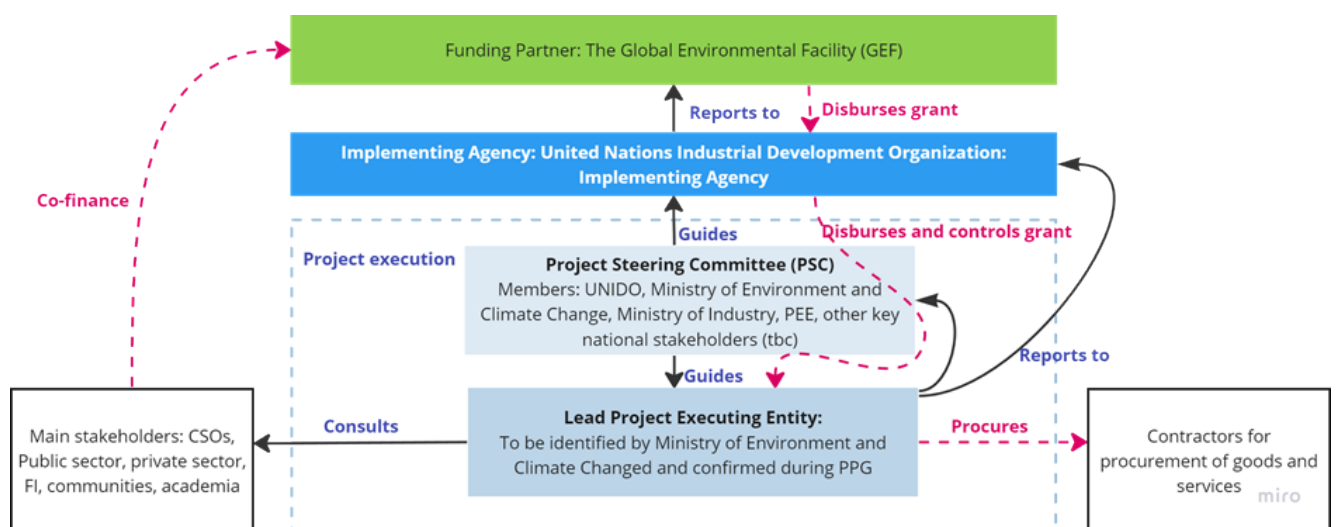 Funding Partner: The Global Environmental Facility (GEF)
Reports to
Disburses grant
Implementing Agency: United Nations Industrial Development Organization:
Implementing Agency
Co-finance
Guides
Disburses and controls grant
Project execution
Project Steering Committee (PSC)
Members: UNIDO, Ministry of Environment and
Climate Change, Ministry of Industry, PEE, other key
national stakeholders (tbc)
Reports to
Guides
Main stakeholders: CSOs,
Public sector, private sector,
FI, communities, academia
Consults
Lead Project Executing Entity:
To be identified by Ministry of Environment and
Climate Changed and confirmed during PPG
Procures
Contractors for
procurement of goods and
services
miro